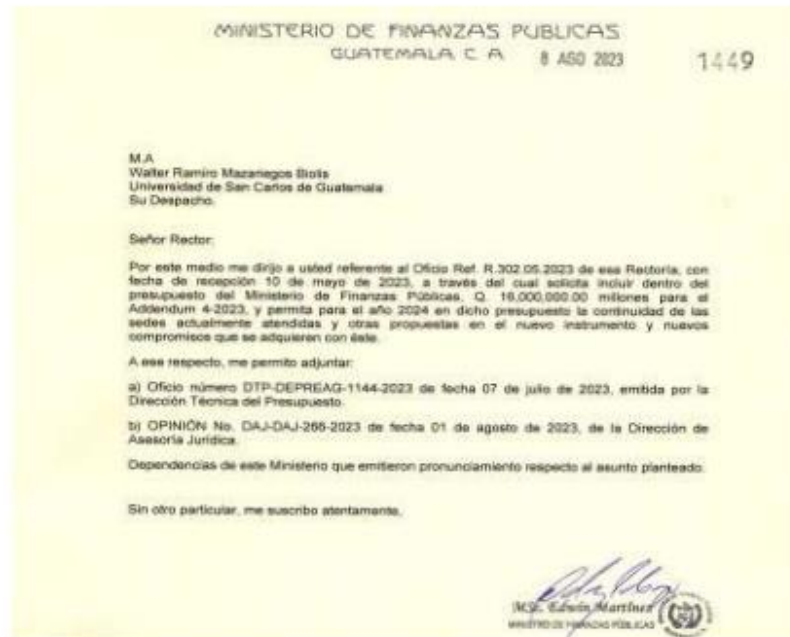 MINISTERIO DE FINANZAS PUBLICAS
GUATEMALA C A
8 AGO 2023
1449
M.A
Walter Ramiro Mazariegos Biolis
Universidad de San Carlos de Guatemala
Su Despacho.
Señor Rector:
Por este medio me dirijo a usted referente al Oficio Ref. R.302.05.2023 de esa Rectoría, con
fecha de recepción 10 de mayo de 2023, a través del cual solicita incluir dentro del
presupuesto del Ministerio de Finanzas Públicas, Q. 16,000,000.00 millones para el
Addendum 4-2023, y permita para el año 2024 en dicho presupuesto la continuidad de las
sedes actualmente atendidas y otras propuestas en el nuevo instrumento y nuevos
compromisos que se adquieren con éste.
A ese respecto, me permito adjuntar:
a) Oficio número DTP-DEPREAG-1144-2023 de fecha 07 de julio de 2023, emitida por la
Dirección Técnica del Presupuesto.
b) OPINIÓN No. DAJ-DAJ-266-2023 de fecha 01 de agosto de 2023, de la Dirección de
Asesoría Jurídica.
Dependencias de este Ministerio que emitieron pronunciamiento respecto al asunto planteado.
Sin otro particular, me suscribo atentamente,
MSc. Edwin Martínez
MINISTRO DE FINANZAS PÚBLICAS